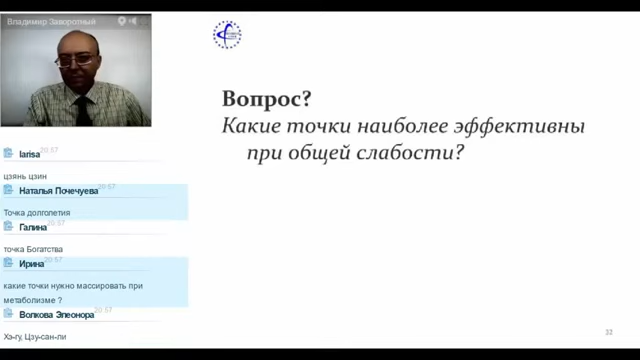 Владимир Заворотный
Вопрос?
Какие точки наиболее эффективны
при общей слабости?
larisa 20:57
цзянь цзин
Наталья Почечуева 20:57
Точка долголетия
Галина 20:57
точка Богатства
Ирина 20:57
какие точки нужно массировать при
метаболизме ?
Волкова Элеонора 20:57
Хэ-гу, Цзу-сан-ли
32